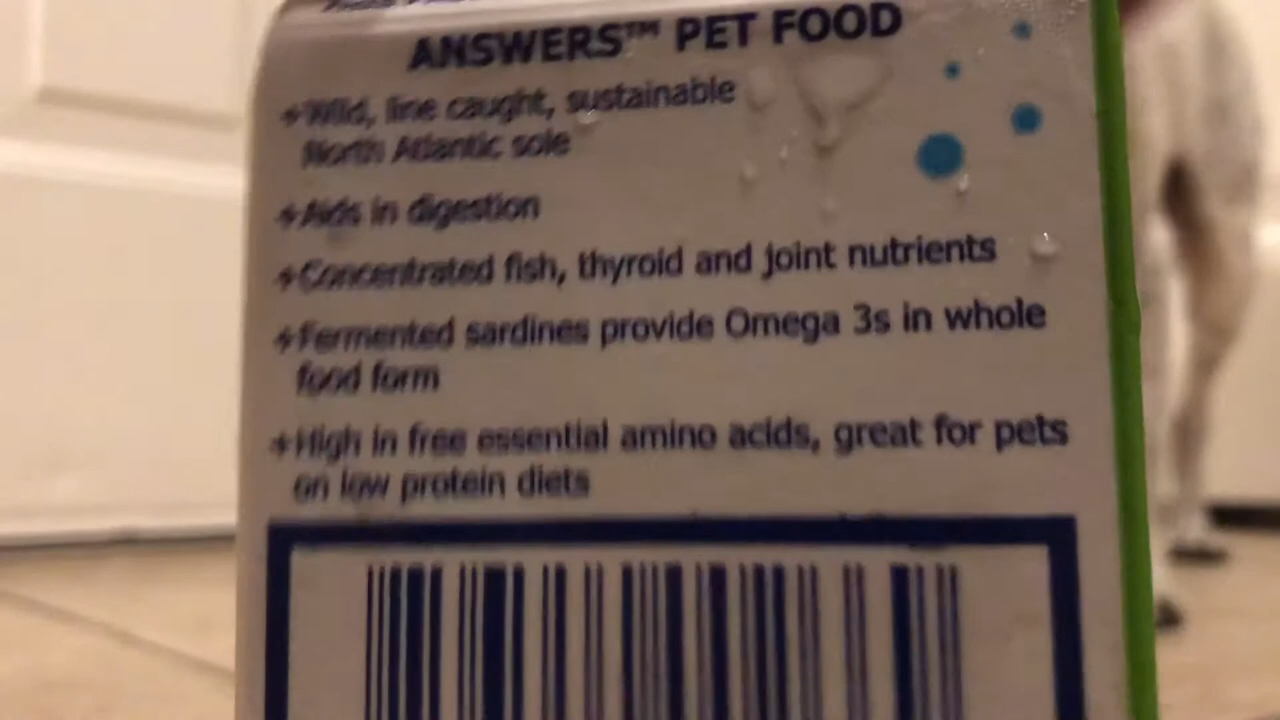 ANSWERS™ PET FOOD
+Wild, line caught, sustainable
North Atlantic sole
+Aids in digestion
+Concentrated fish, thyroid and joint nutrients
+Fermented sardines provide Omega 3s in whole
food form
+High in free essential amino acids, great for pets
on low protein diets